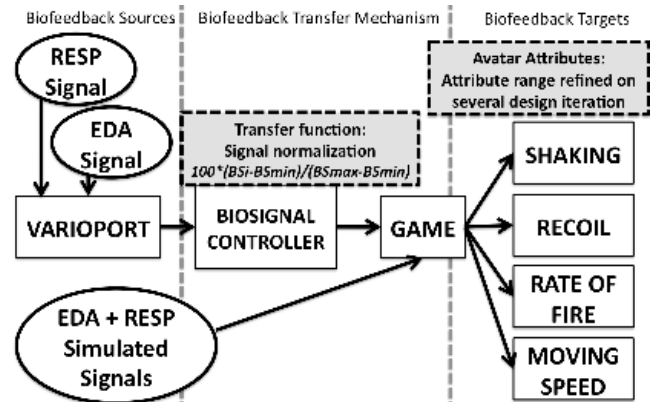 Biofeedback Sources
Biofeedback Transfer Mechanism
Biofeedback Targets
RESP
Signal
EDA
Signal
Transfer function:
Signal normalization
100*(BSi-BSmin)/(BSmax-BSmin)
Avatar Attributes:
Attribute range refined on
several design iteration
VARIOPORT
BIOSIGNAL
CONTROLLER
GAME
SHAKING
RECOIL
RATE OF
FIRE
MOVING
SPEED
EDA + RESP
Simulated
Signals